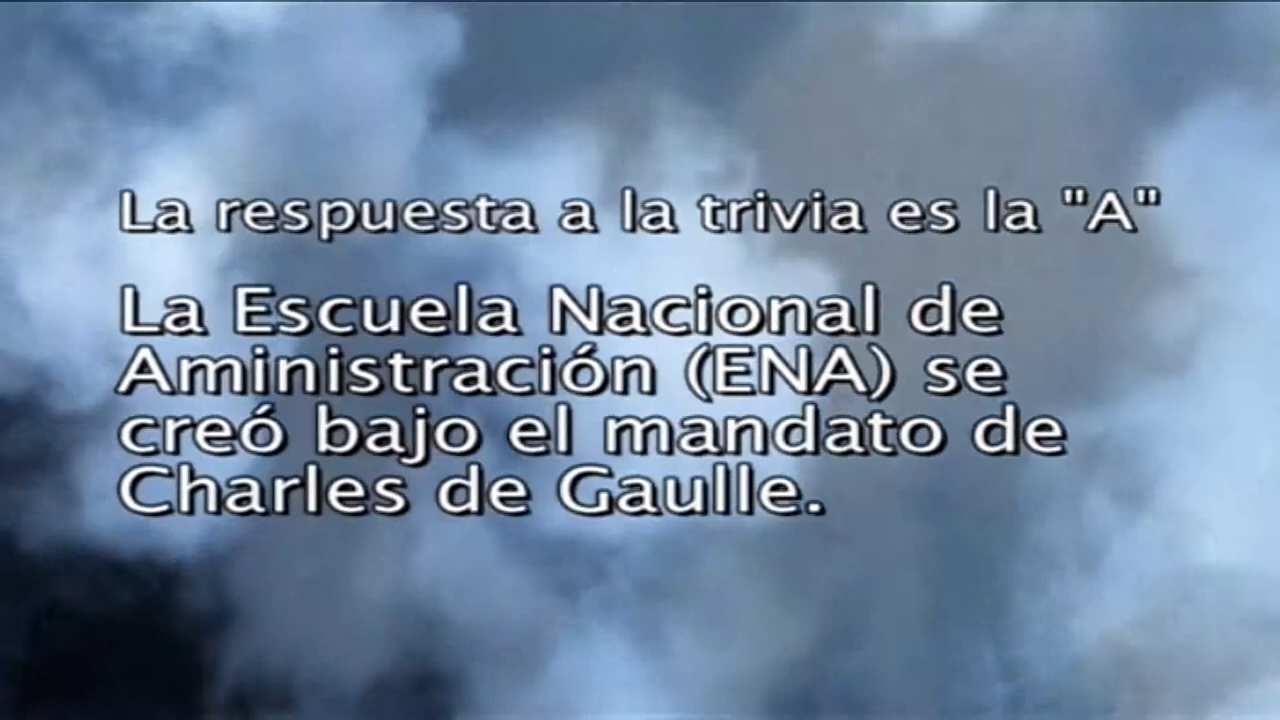 La respuesta a la trivia es la "A"
La Escuela Nacional de
Aministración (ENA) se
creó bajo el mandato de
Charles de Gaulle.